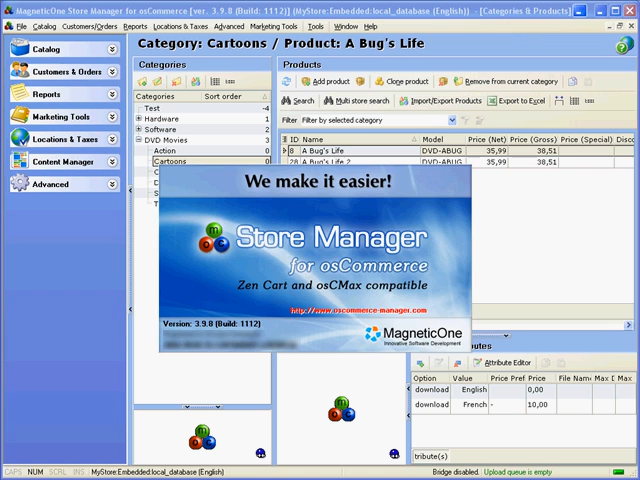 MagneticOne Store Manager for osCommerce [ver. 3.9.8 (Build: 1112)] (MyStore:Embedded:local_database (English)) - [Categories & Products]
File Catalog Customers/Orders Reports Locations & Taxes Advanced Marketing Tools Tools Window Help
Category: Cartoons / Product: A Bug's Life
Catalog
Customers & Orders
Reports
Marketing Tools
Locations & Taxes
Content Manager
Advanced
Categories
Categories Sort order
Test -4
Hardware 1
Software 2
DVD Movies 3
Action 0
Cartoons 0
C
D
S
T
Products
Add product Clone product Remove from current category
Search Multi store search Import/Export Products Export to Excel
Filter Filter by selected category
ID Name Model Price (Net) Price (Gross) Price (Special) Disco
8 A Bug's Life DVD-ABUG 35,99 38,51
28 A Bug's Life 2 DVD-ABUG 35,99 38,51
We make it easier!
m o c
Store Manager
for osCommerce
Zen Cart and osCMax compatible
http://www.oscommerce-manager.com
Version: 3.9.8 (Build: 1112)
MagneticOne
Innovative Software Development
butes
Attribute Editor
Option Value Price Pref Price File Name Max D Max
download English 0,00
download French - 10,00
tribute(s)
m o c
m o c
CAPS NUM SCRL INS MyStore:Embedded:local_database (English) Bridge disabled. Upload queue is empty